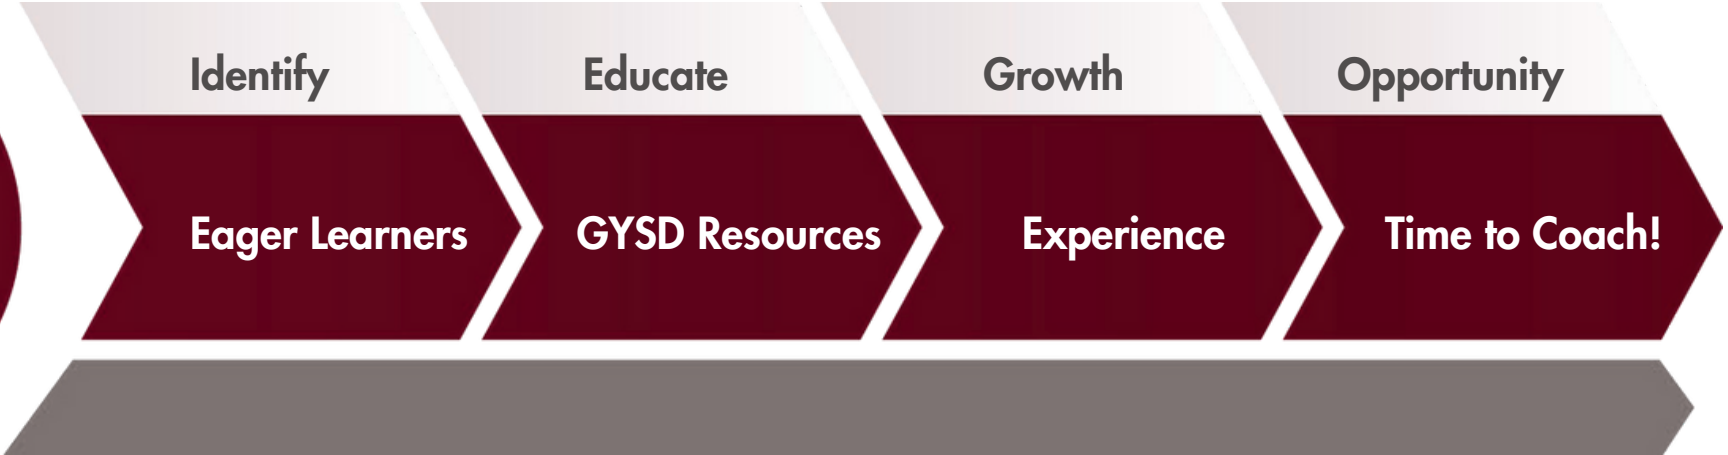 Identify
Educate
Growth
Opportunity
Eager Learners
GYSD Resources
Experience
Time to Coach!